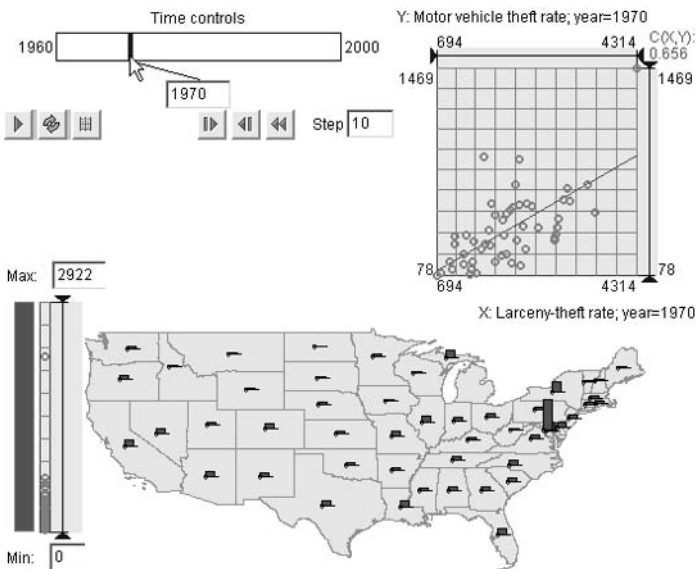 Time controls
1960
2000
1970
Step 10
Y: Motor vehicle theft rate; year=1970
C(X,Y):
0.656
694 4314
1469 1469
78 78
694 4314
X: Larceny-theft rate; year=1970
Max: 2922
Min: 0